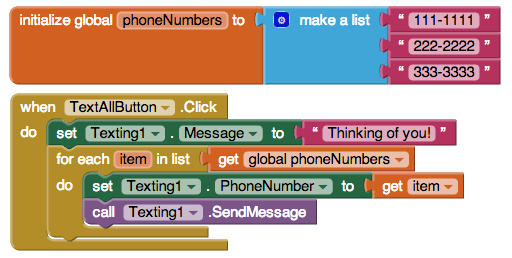 initialize global phoneNumbers to make a list “ 111-1111 ”
“ 222-2222 ”
“ 333-3333 ”
when TextAllButton .Click
do set Texting1 . Message to “ Thinking of you! ”
for each item in list get global phoneNumbers
do set Texting1 . PhoneNumber to get item
call Texting1 .SendMessage